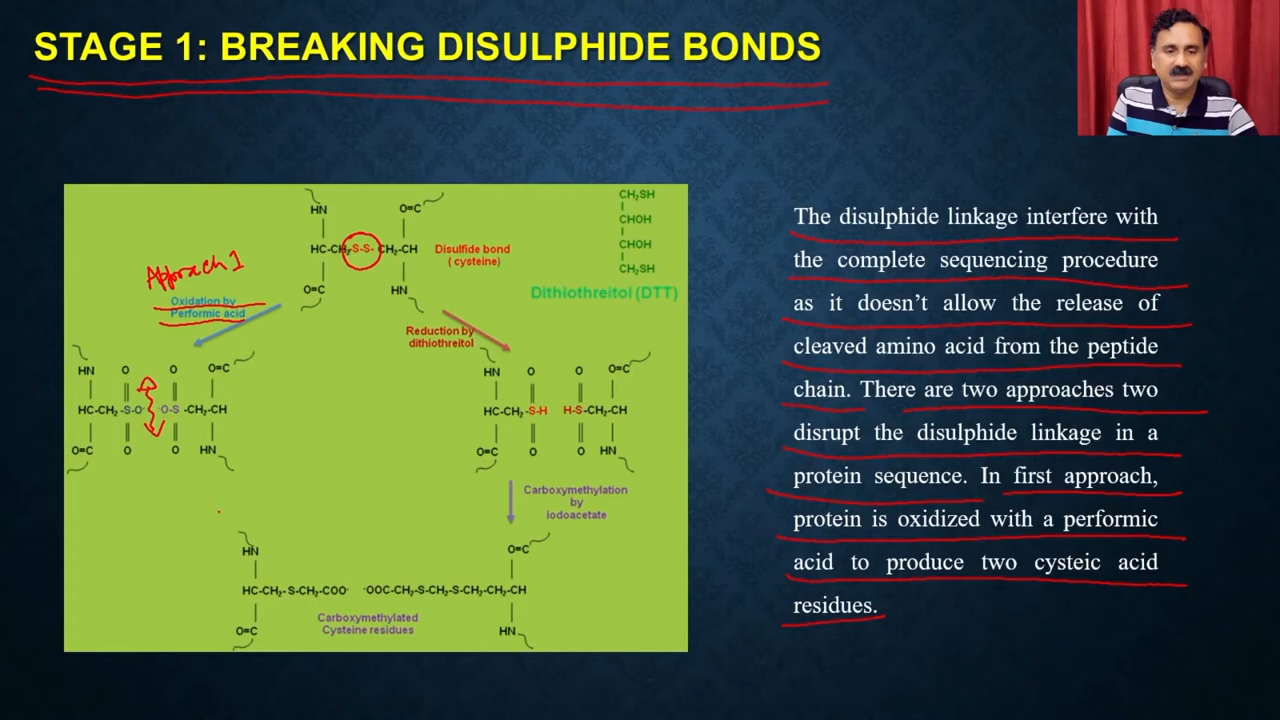 STAGE 1: BREAKING DISULPHIDE BONDS
HN
O=C
CH₂SH
CHOH
CHOH
CH₂SH
HC-CH₂-S-S- CH₂-CH
Disulfide bond
( cysteine)
O=C
HN
Dithiothreitol (DTT)
Approach 1
Oxidation by
Performic acid
Reduction by
dithiothreitol
HN O O O=C
HC-CH₂ -S-O⁻ ⁻O-S -CH₂-CH
O=C O O HN
HN O O O=C
HC-CH₂ -S-H H-S-CH₂-CH
O=C O O HN
Carboxymethylation
by
iodoacetate
HN
O=C
HC-CH₂- S-CH₂-COO⁻ ⁻OOC-CH₂-S-CH₂-S-CH₂-CH₂-CH
Carboxymethylated
Cysteine residues
O=C
HN
The disulphide linkage interfere with
the complete sequencing procedure
as it doesn’t allow the release of
cleaved amino acid from the peptide
chain. There are two approaches two
disrupt the disulphide linkage in a
protein sequence. In first approach,
protein is oxidized with a performic
acid to produce two cysteic acid
residues.